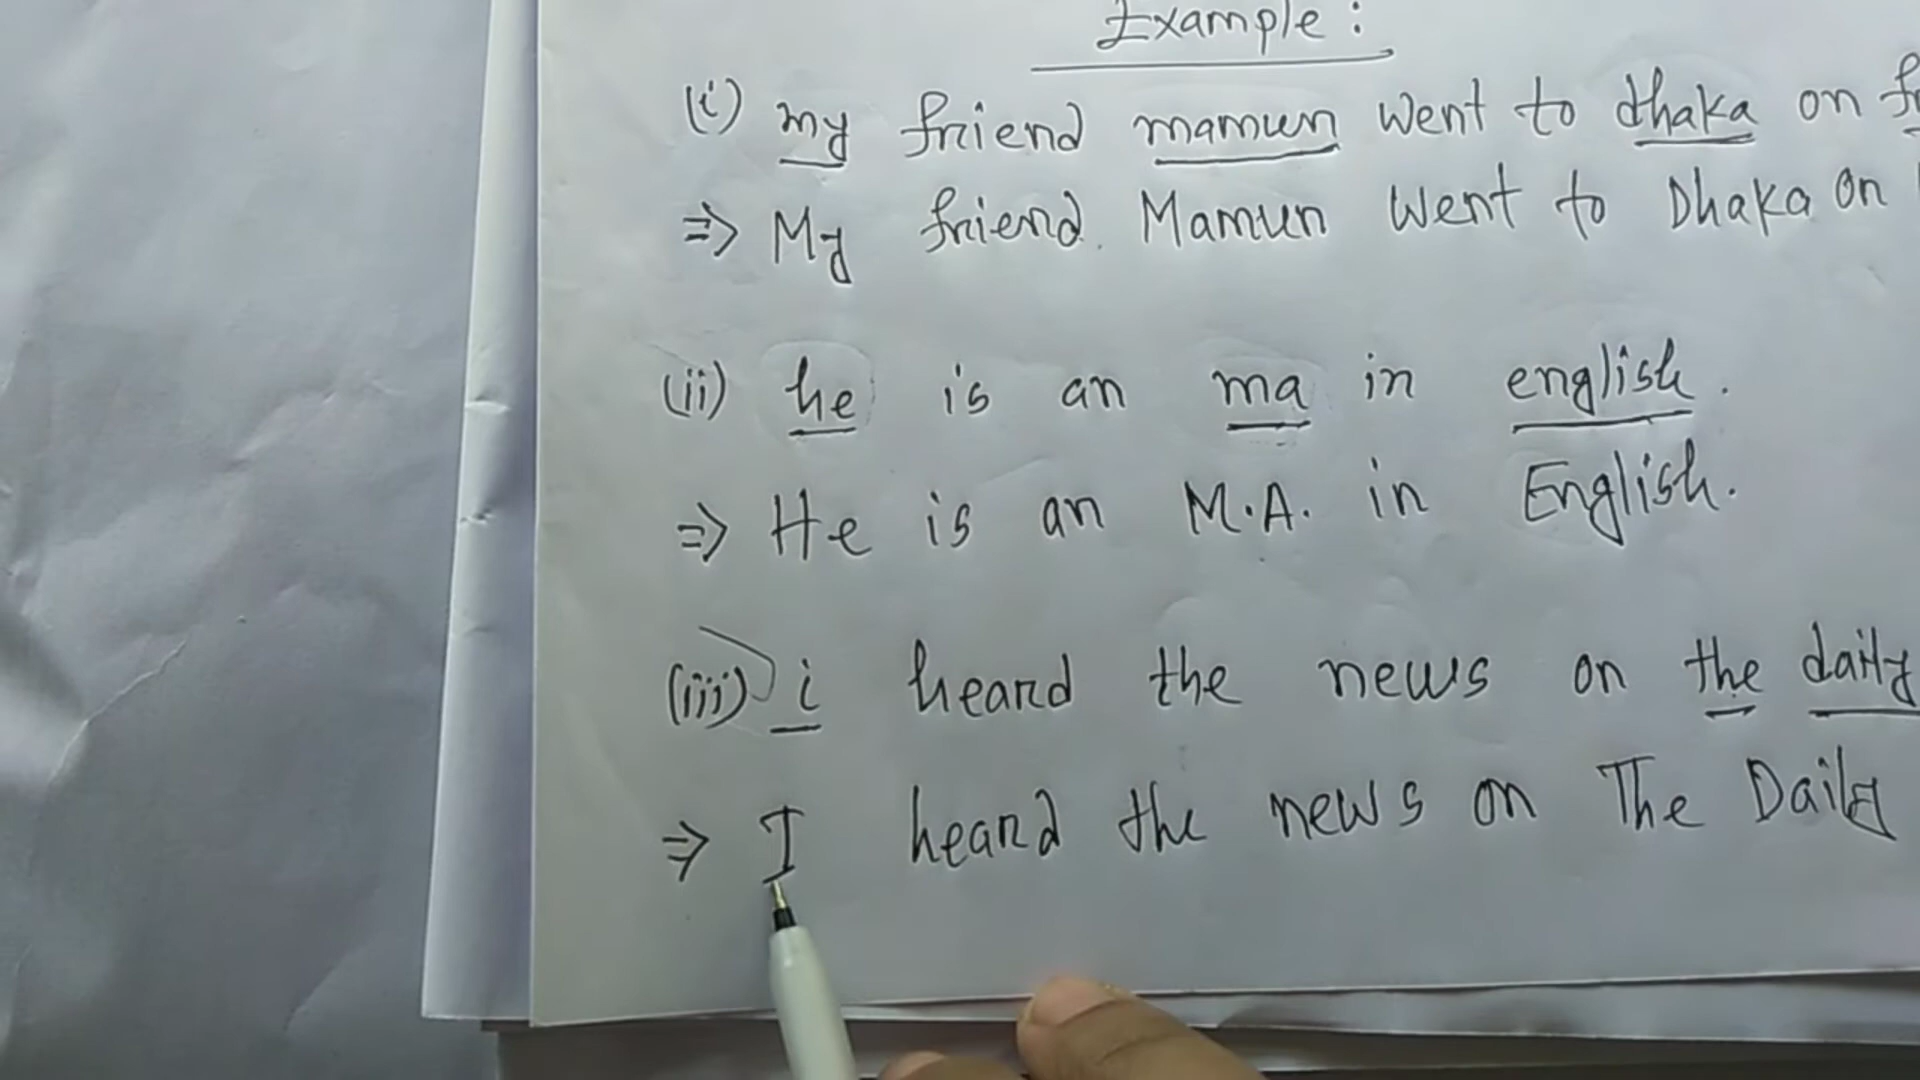 Example:
(i) my friend mamun went to dhaka on
⇒ My friend Mamun went to Dhaka on
(ii) he is an ma in english.
⇒ He is an M.A. in English.
(iii) i heard the news on the daily
⇒ I heard the news on The Daily